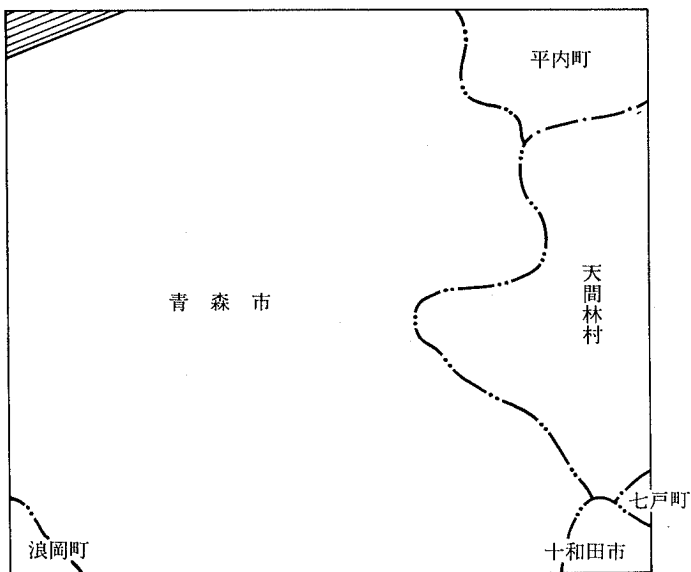 平内町
天間林村
青森市
七戸町
浪岡町
十和田市